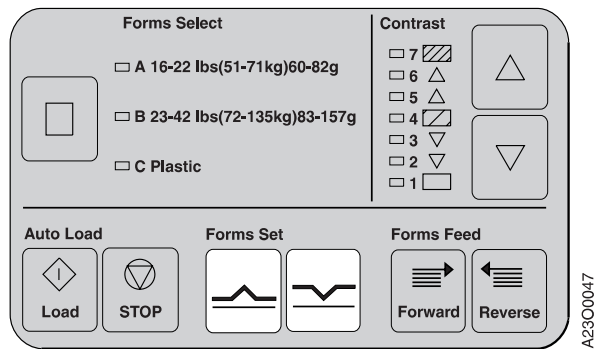 Forms Select
A 16-22 lbs(51-71kg)60-82g
B 23-42 lbs(72-135kg)83-157g
C Plastic
Contrast
7
6
5
4
3
2
1
Auto Load
Load
STOP
Forms Set
Forms Feed
Forward
Reverse
A23O0047